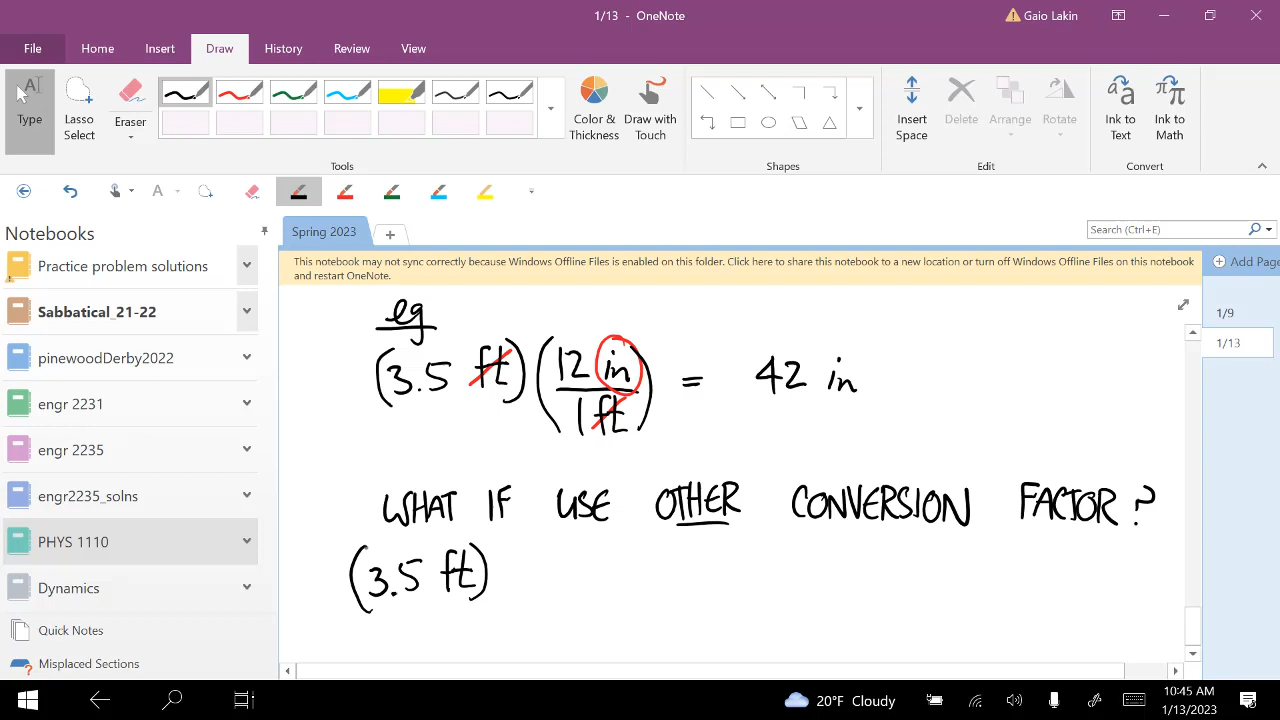 1/13 - OneNote
Gaio Lakin
File Home Insert Draw History Review View
Type
Lasso Select
Eraser
Color & Thickness
Draw with Touch
Insert Space
Delete
Arrange
Rotate
Ink to Text
Ink to Math
Tools
Shapes
Edit
Convert
A
Notebooks
Spring 2023
Search (Ctrl+E)
This notebook may not sync correctly because Windows Offline Files is enabled on this folder. Click here to share this notebook to a new location or turn off Windows Offline Files on this notebook
and restart OneNote.
Add Page
1/9
1/13
Practice problem solutions
Sabbatical_21-22
pinewoodDerby2022
engr 2231
engr 2235
engr2235_solns
PHYS 1110
Dynamics
Quick Notes
Misplaced Sections
eg
(3.5 ft) (12 in / 1 ft) = 42 in
WHAT IF USE OTHER CONVERSION FACTOR?
(3.5 ft)
20°F Cloudy
10:45 AM
1/13/2023